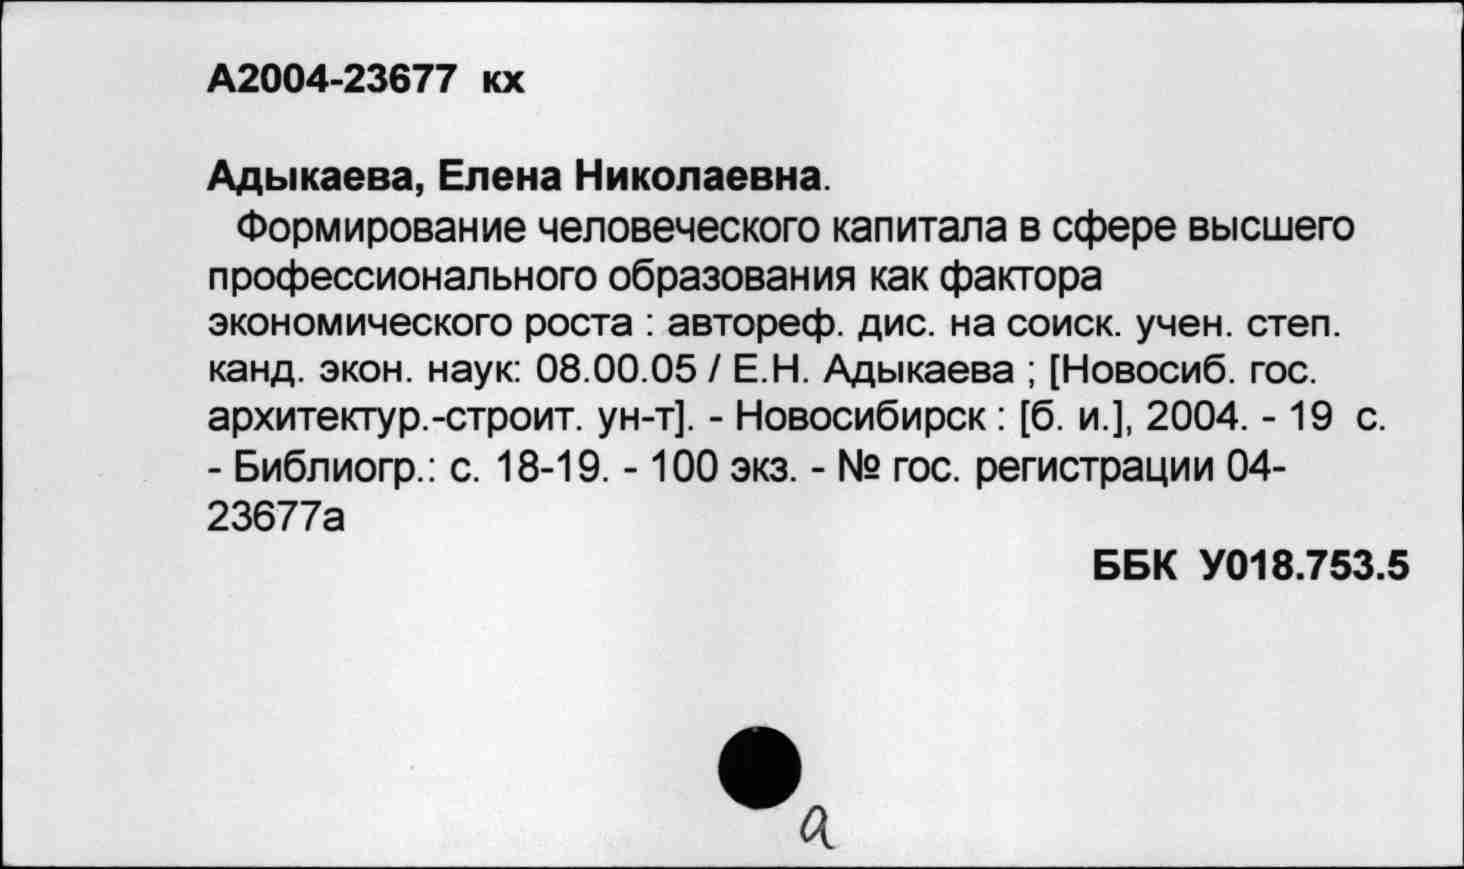 А2004-23677 кх
Адыкаева, Елена Николаевна.
Формирование человеческого капитала в сфере высшего
профессионального образования как фактора
экономического роста : автореф. дис. на соиск. учен. степ.
канд. экон. наук: 08.00.05 / Е.Н. Адыкаева ; [Новосиб. гос.
архитектур.-строит. ун-т]. - Новосибирск : [б. и.], 2004. - 19 с.
- Библиогр.: с. 18-19. - 100 экз. - № гос. регистрации 04-
23677а
ББК У018.753.5
а